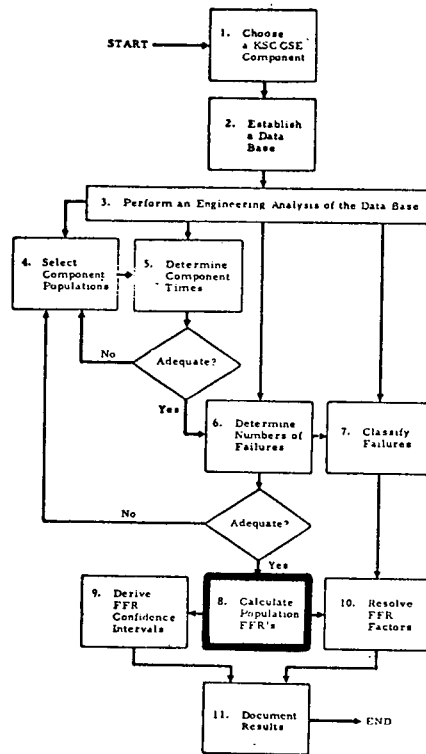 START
1. Choose
a KSC GSE
Component
2. Establish
a Data
Base
3. Perform an Engineering Analysis of the Data Base
4. Select
Component
Populations
5. Determine
Component
Times
No
Adequate?
Yes
6. Determine
Numbers of
Failures
7. Classify
Failures
No
Adequate?
Yes
9. Derive
FFR
Confidence
Intervals
8. Calculate
Population
FFR's
10. Resolve
FFR
Factors
11. Document
Results
END